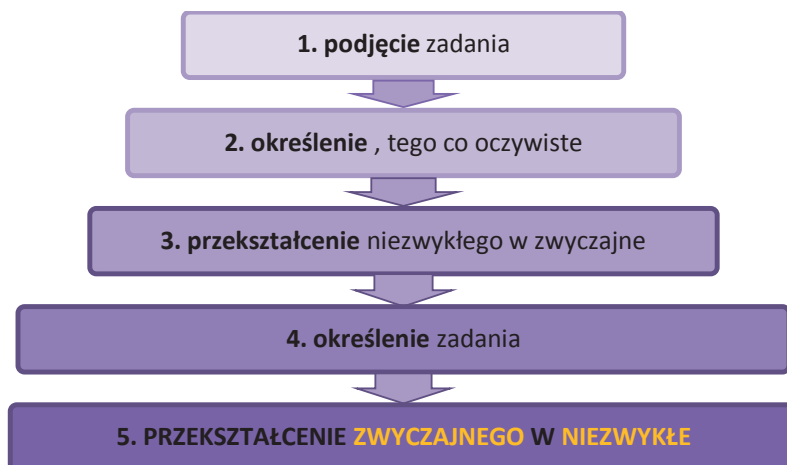 1. podjęcie zadania
2. określenie , tego co oczywiste
3. przekształcenie niezwykłego w zwyczajne
4. określenie zadania
5. PRZEKSZTAŁCENIE ZWYCZAJNEGO W NIEZWYKŁE